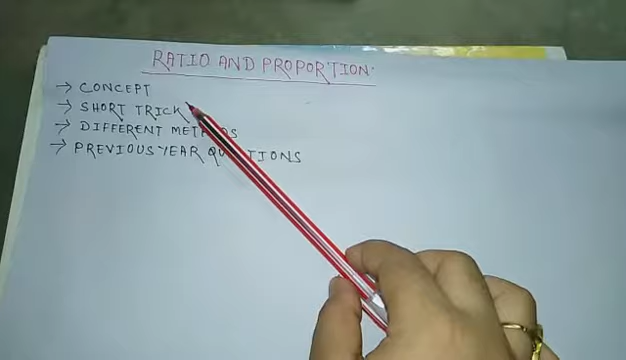 RATIO AND PROPORTION
→ CONCEPT
→ SHORT TRICK
→ DIFFERENT
→ PREVIOUS YEAR